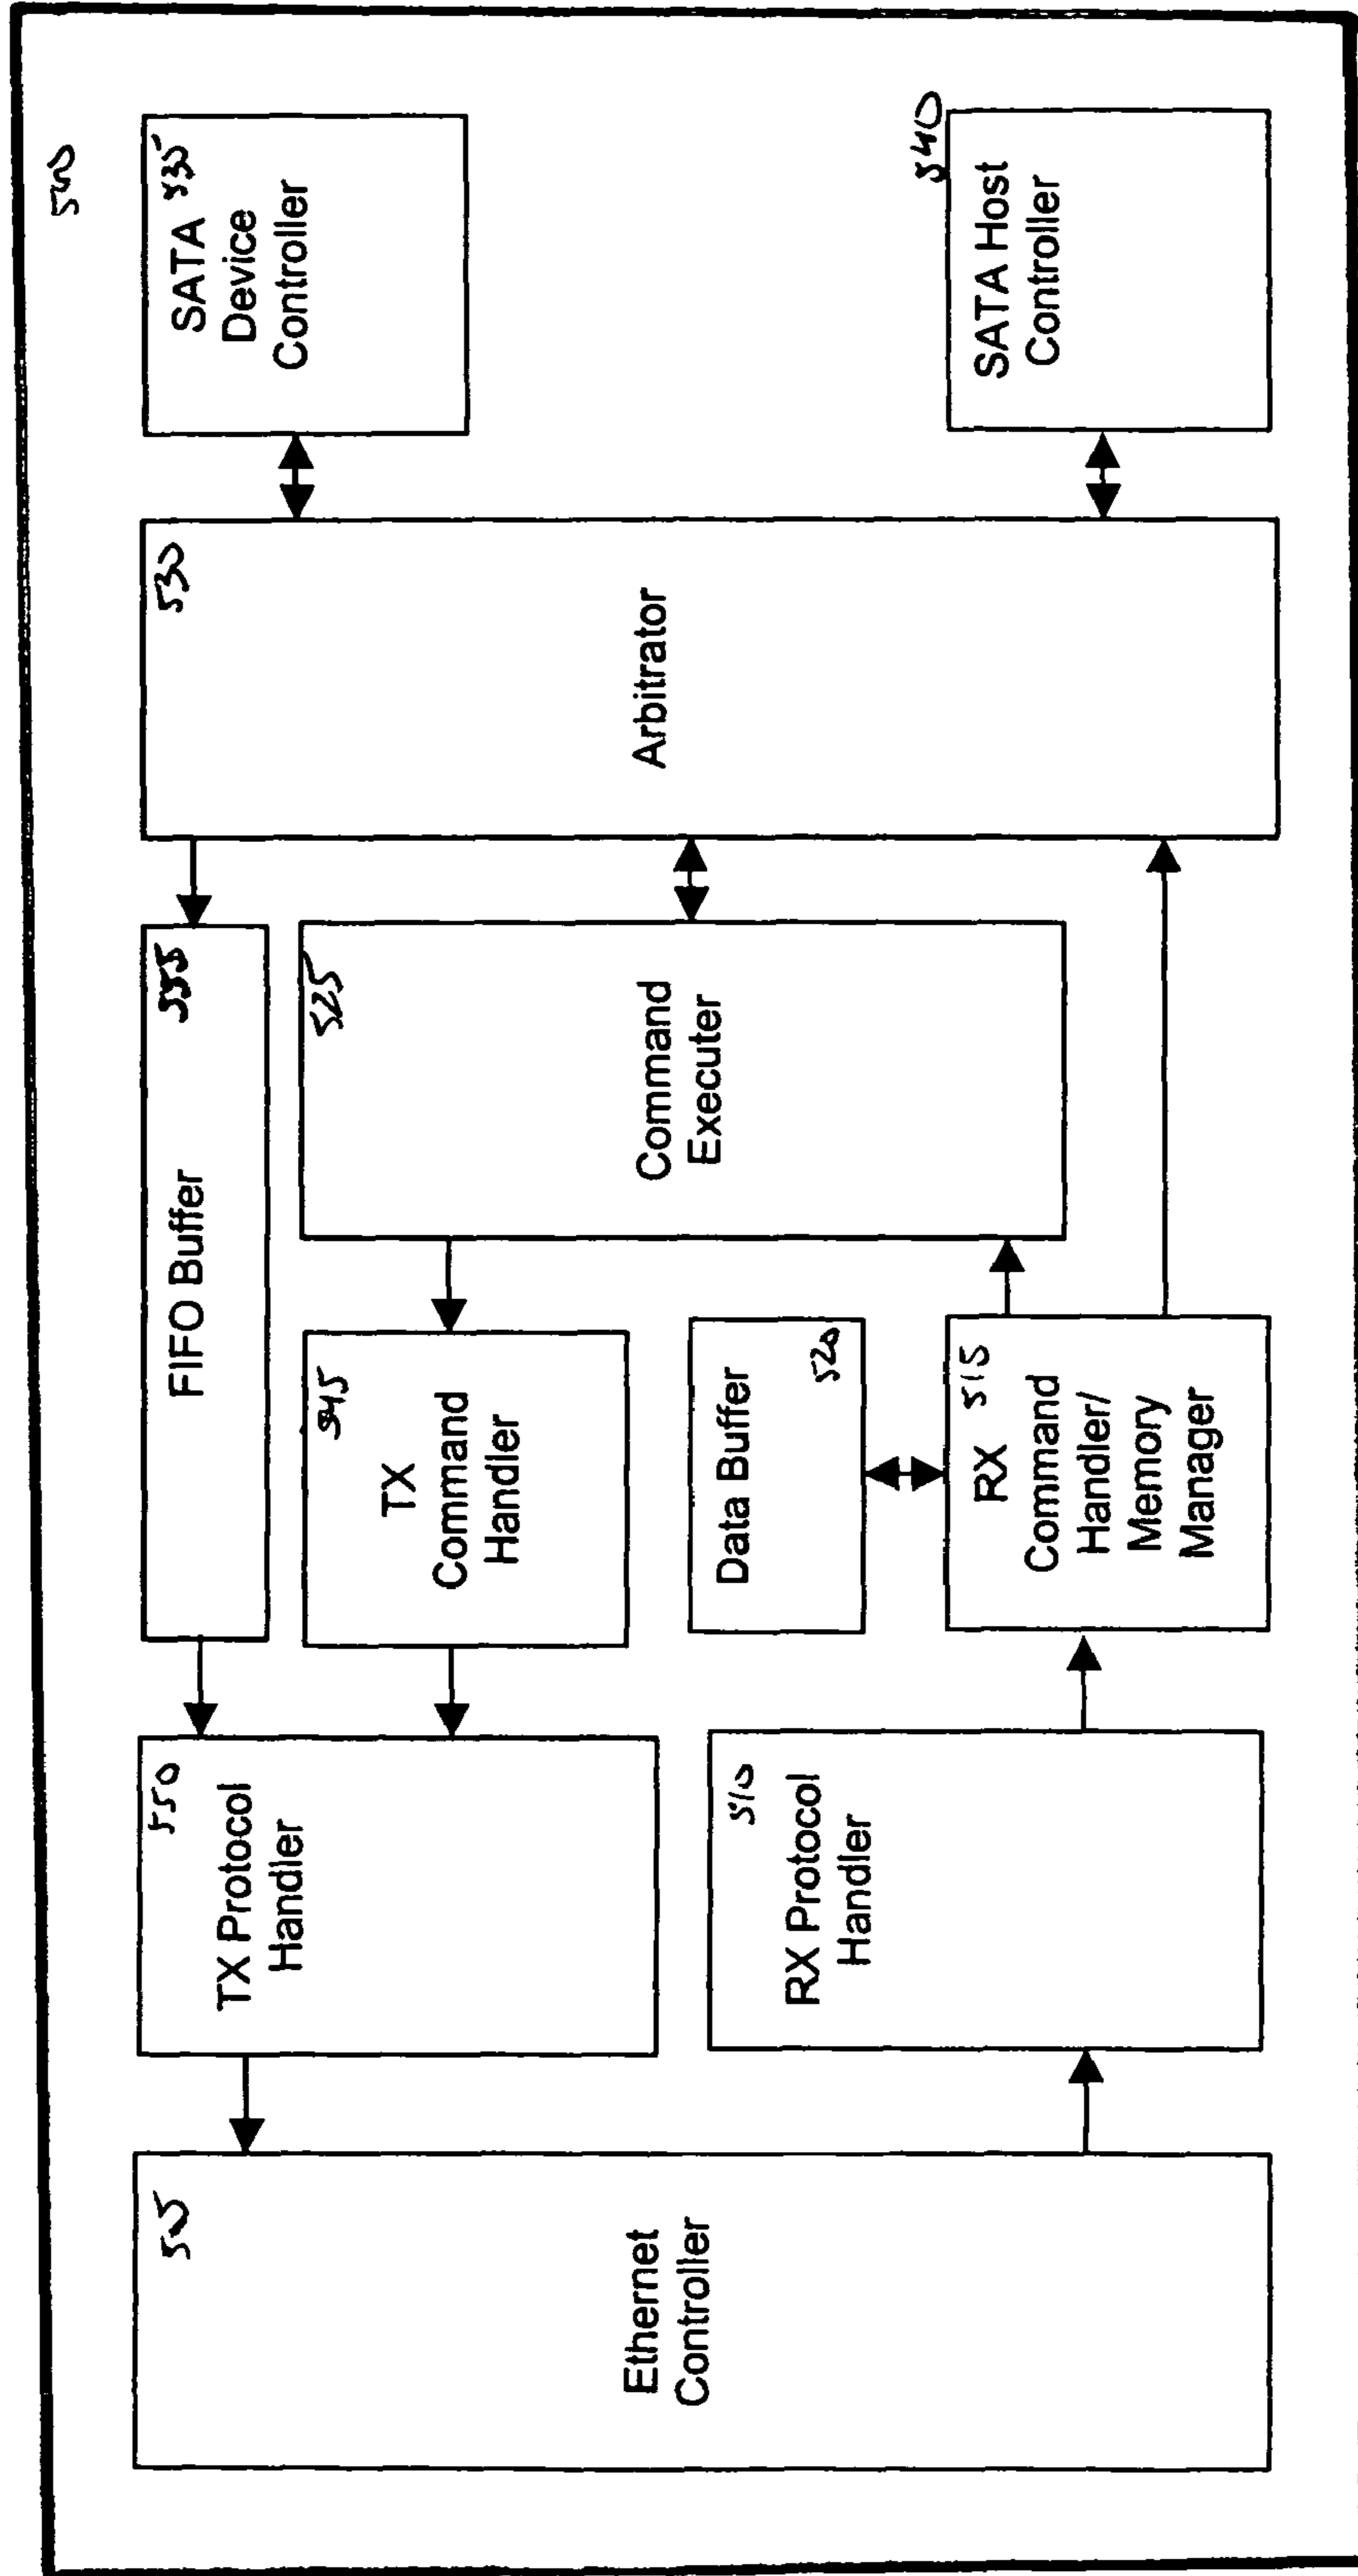 500
505
Ethernet
Controller
550
TX Protocol
Handler
510
RX Protocol
Handler
555
FIFO Buffer
545
TX
Command
Handler
Data Buffer
520
RX 515
Command
Handler/
Memory
Manager
525
Command
Executer
530
Arbitrator
SATA 535
Device
Controller
540
SATA Host
Controller